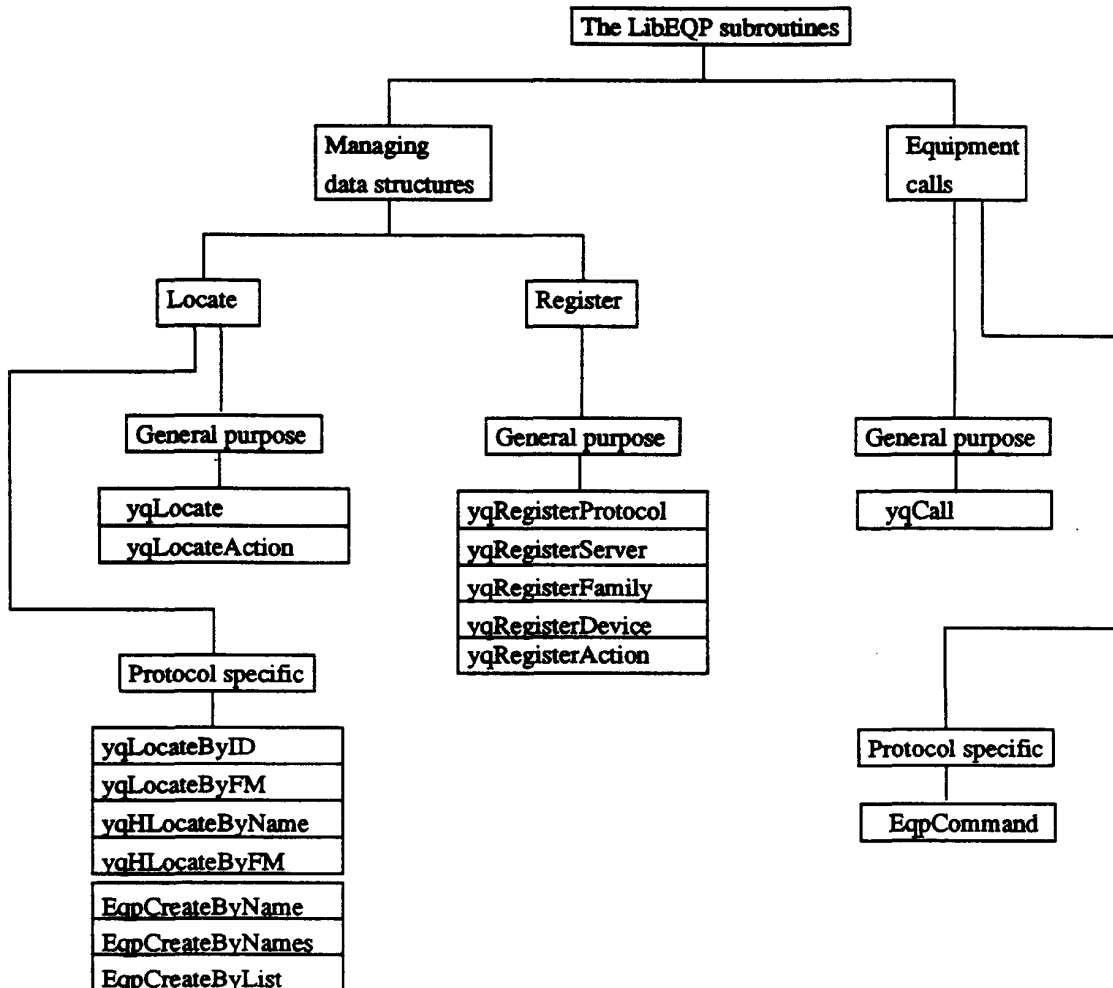 The LibEQP subroutines
Managing
data structures
Equipment
calls
Locate
Register
General purpose
General purpose
General purpose
yqLocate
yqLocateAction
yqRegisterProtocol
yqRegisterServer
yqRegisterFamily
yqRegisterDevice
yqRegisterAction
yqCall
Protocol specific
yqLocateByID
yqLocateByFM
yqHLocateByName
yqHLocateByFM
EqpCreateByName
EqpCreateByNames
EqpCreateByList
Protocol specific
EqpCommand